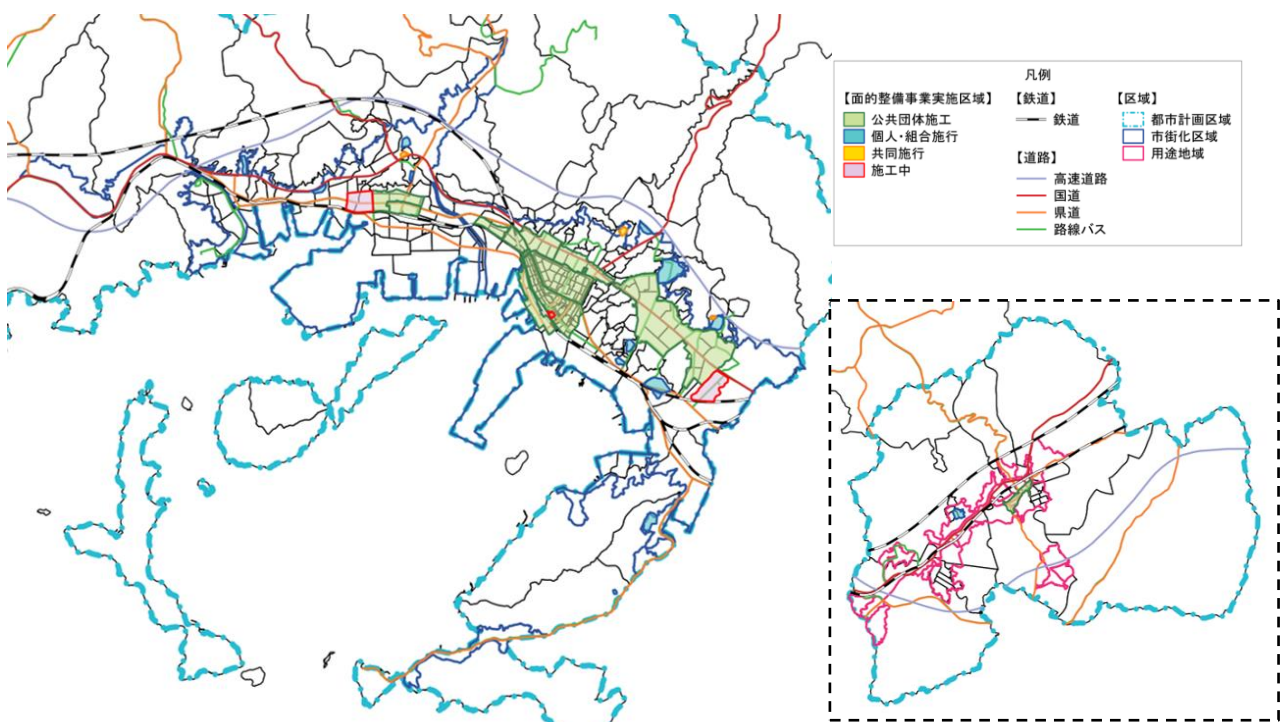 凡例
【面的整備事業実施区域】
公共団体施工
個人・組合施行
共同施行
施工中
【鉄道】
鉄道
【道路】
高速道路
国道
県道
路線バス
【区域】
都市計画区域
市街化区域
用途地域